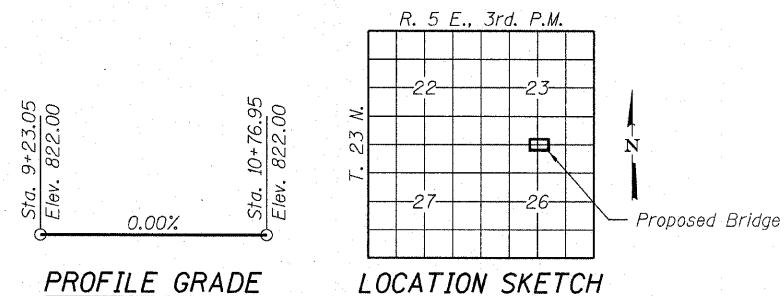 R. 5 E., 3rd. P.M.
T. 23 N.
22
23
27
26
N
Proposed Bridge
LOCATION SKETCH
Sta. 9+23.05
Elev. 822.00
Sta. 10+76.95
Elev. 822.00
0.00%
PROFILE GRADE